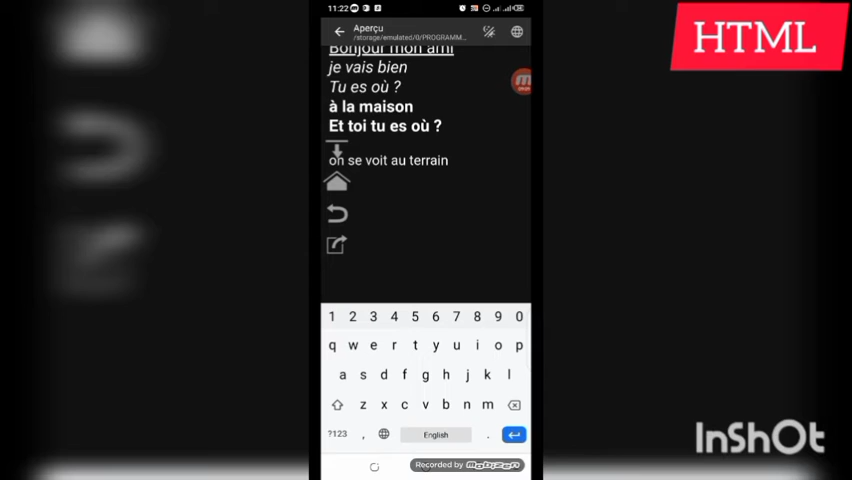 11:22
Aperçu
/storage/emulated/0/PROGRAMM...
HTML
Bonjour mon ami
je vais bien
Tu es où ?
à la maison
Et toi tu es où ?
on se voit au terrain
1 2 3 4 5 6 7 8 9 0
q w e r t y u i o p
a s d f g h j k l
z x c v b n m
?123 , English .
Recorded by mobizen
InShOt